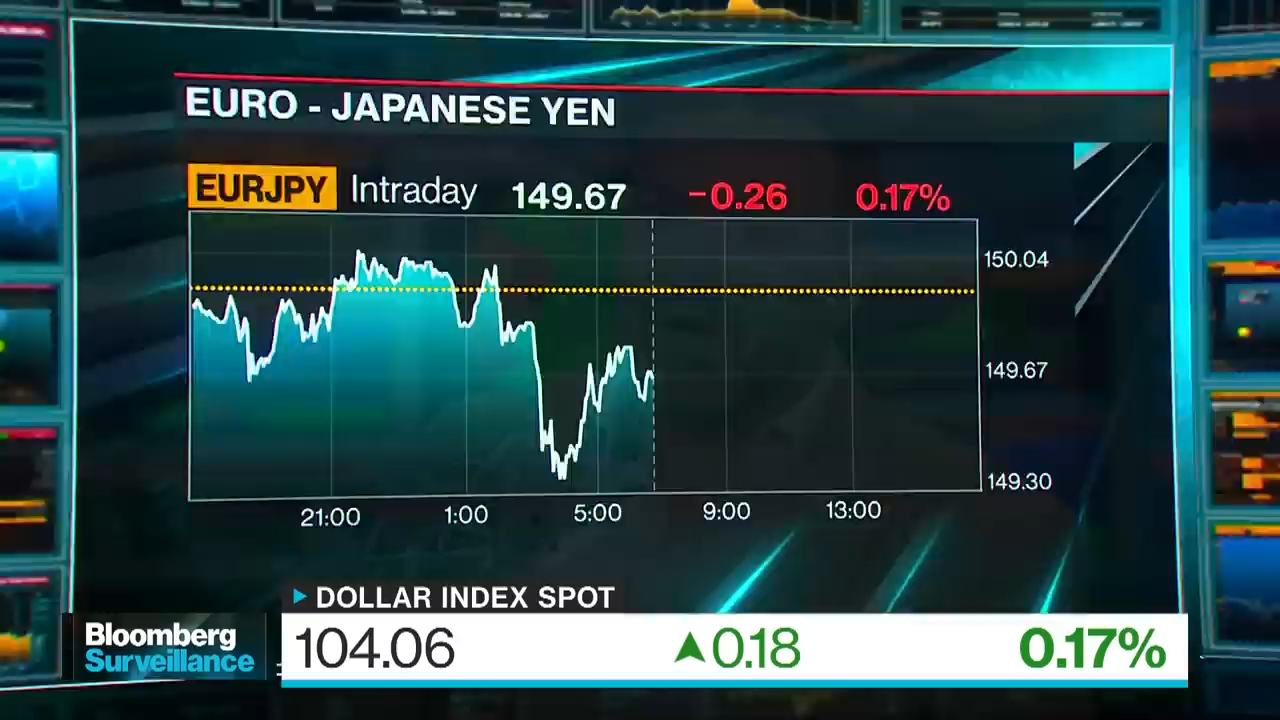 EURO - JAPANESE YEN
EURJPY Intraday 149.67 -0.26 0.17%
150.04
149.67
149.30
21:00 1:00 5:00 9:00 13:00
DOLLAR INDEX SPOT
Bloomberg
Surveillance
104.06 ▲0.18 0.17%